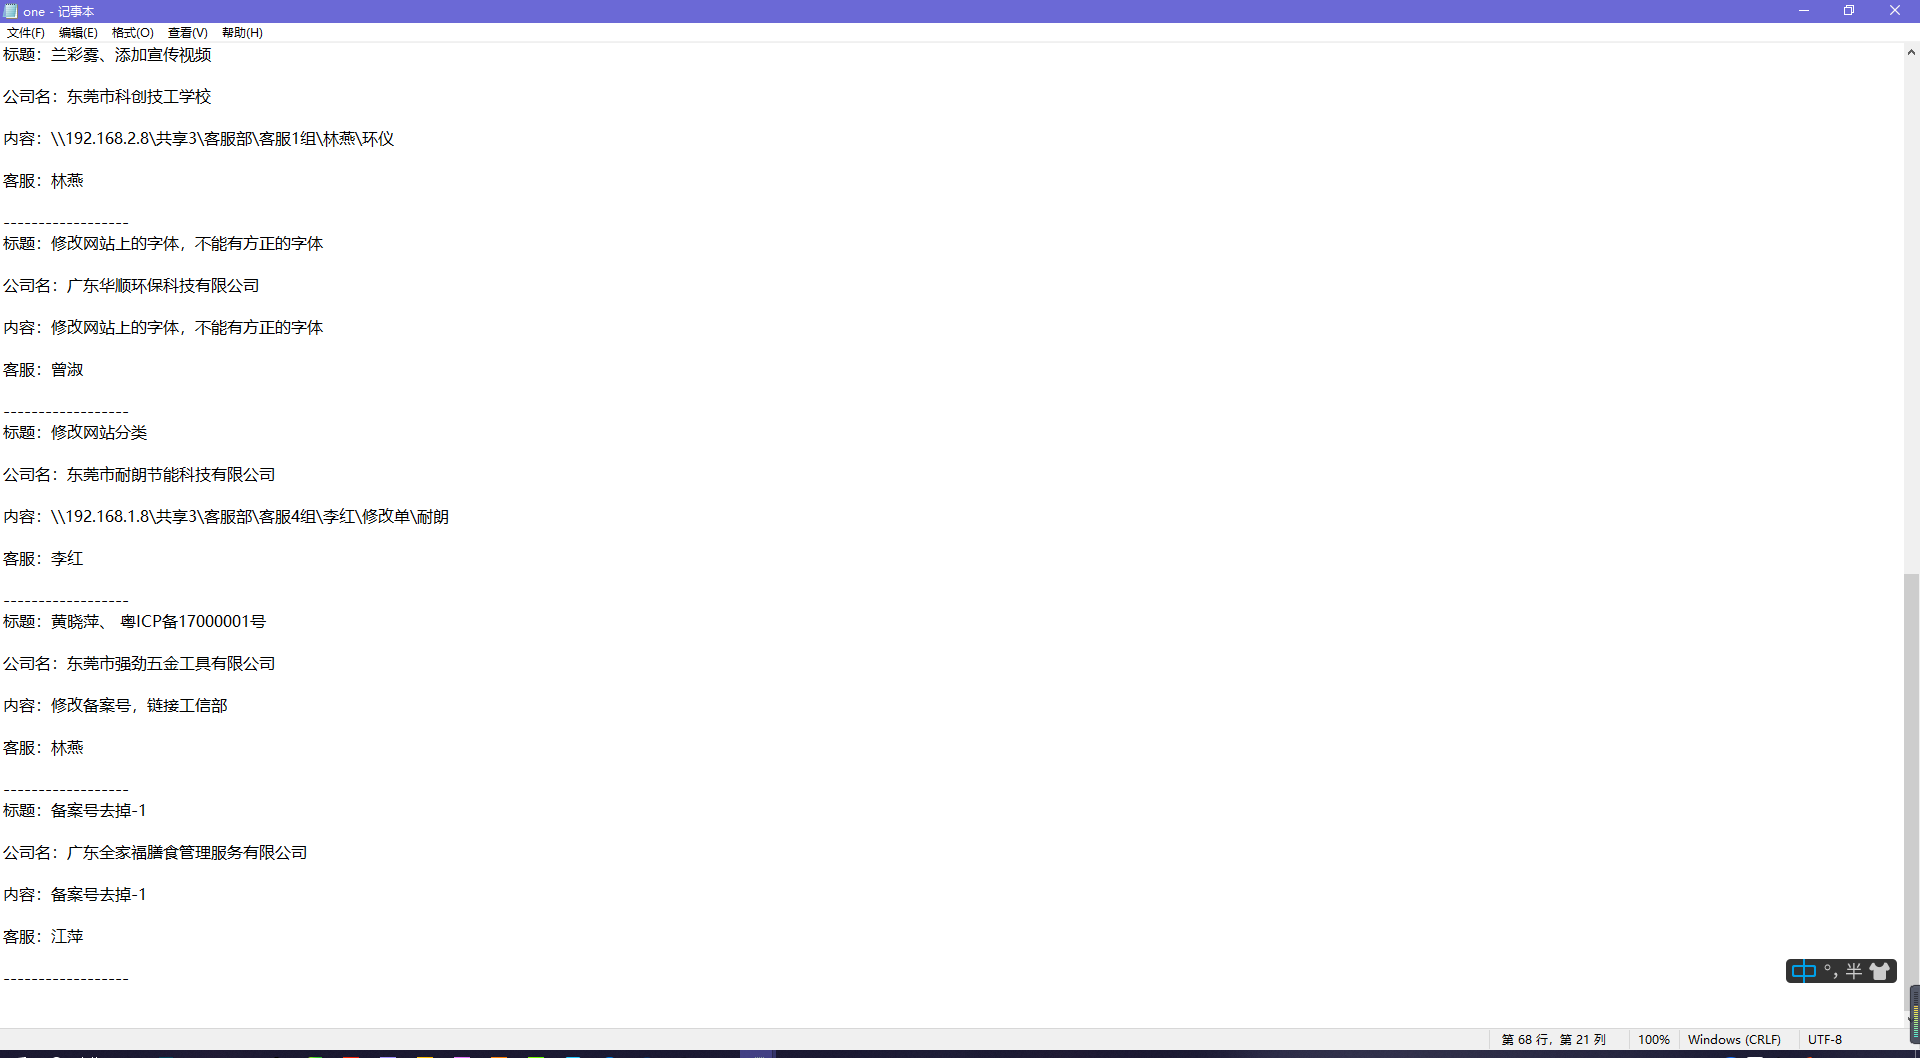 one - 记事本
文件(F) 编辑(E) 格式(O) 查看(V) 帮助(H)
标题：兰彩雾、添加宣传视频
公司名：东莞市科创技工学校
内容：\\192.168.2.8\共享3\客服部\客服1组\林燕\环仪
客服：林燕
------------------
标题：修改网站上的字体，不能有方正的字体
公司名：广东华顺环保科技有限公司
内容：修改网站上的字体，不能有方正的字体
客服：曾淑
------------------
标题：修改网站分类
公司名：东莞市耐朗节能科技有限公司
内容：\\192.168.1.8\共享3\客服部\客服4组\李红\修改单\耐朗
客服：李红
------------------
标题：黄晓萍、 粤ICP备17000001号
公司名：东莞市强劲五金工具有限公司
内容：修改备案号，链接工信部
客服：林燕
------------------
标题：备案号去掉-1
公司名：广东全家福膳食管理服务有限公司
内容：备案号去掉-1
客服：江萍
------------------
中 °, 半
第 68 行，第 21 列 100% Windows (CRLF) UTF-8